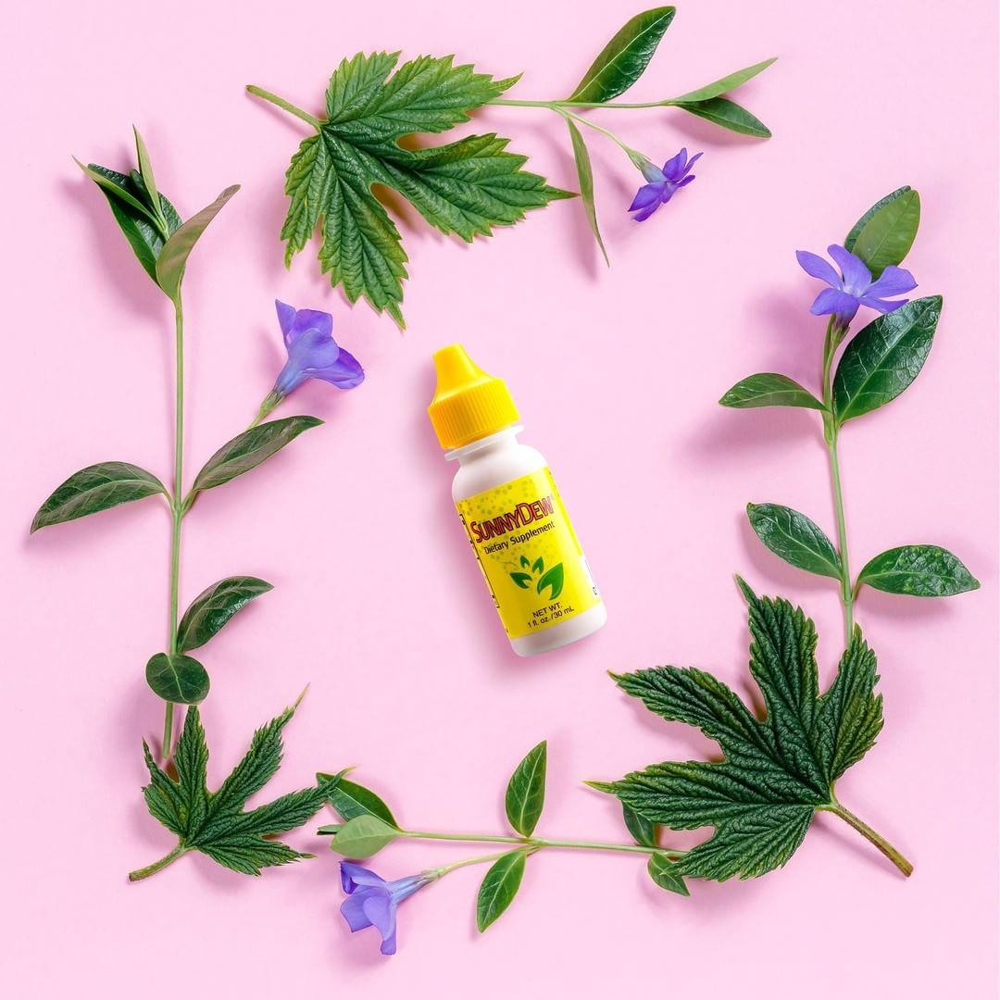 SUNNYDEW®
Dietary Supplement
NET WT.
1 fl. oz./30 mL